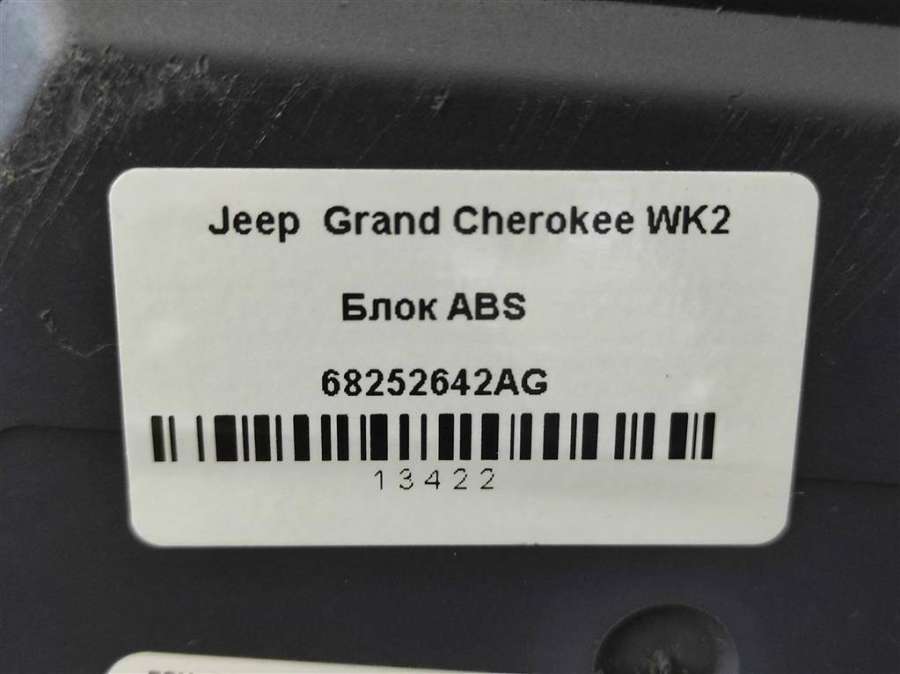 Jeep Grand Cherokee WK2
Блок ABS
68252642AG
13422